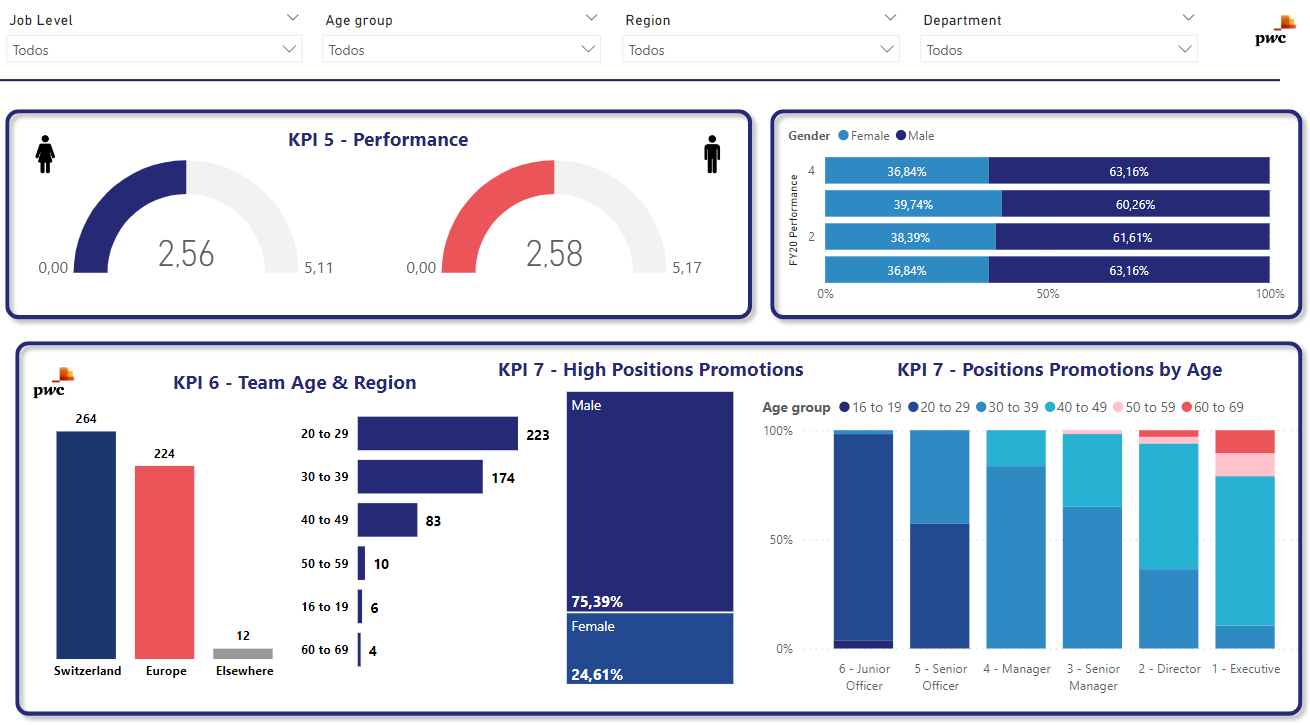 Job Level
Age group
Region
Department
Todos
Todos
Todos
Todos
pwc
KPI 5 - Performance
2,56
0,00
5,11
2,58
0,00
5,17
Gender Female Male
FY20 Performance
4
36,84% 63,16%
39,74% 60,26%
2
38,39% 61,61%
36,84% 63,16%
0% 50% 100%
pwc
KPI 6 - Team Age & Region
264
224
12
Switzerland Europe Elsewhere
20 to 29 223
30 to 39 174
40 to 49 83
50 to 59 10
16 to 19 6
60 to 69 4
KPI 7 - High Positions Promotions
Male
75,39%
Female
24,61%
KPI 7 - Positions Promotions by Age
Age group 16 to 19 20 to 29 30 to 39 40 to 49 50 to 59 60 to 69
100%
50%
0%
6 - Junior
Officer
5 - Senior
Officer
4 - Manager
3 - Senior
Manager
2 - Director
1 - Executive